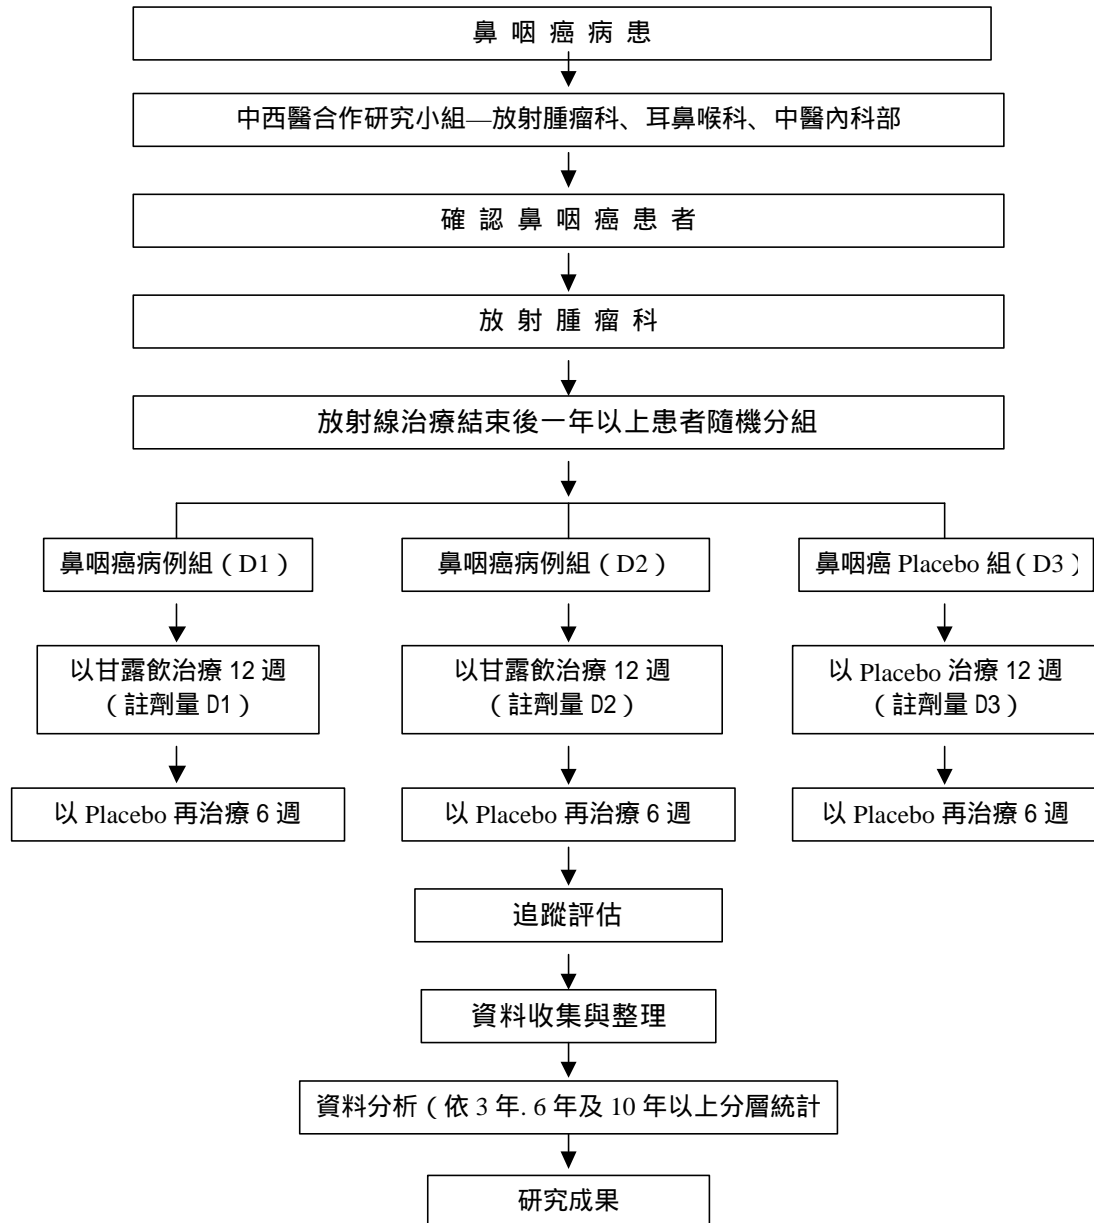 鼻 咽 癌 病 患
中西醫合作研究小組—放射腫瘤科、耳鼻喉科、中醫內科部
確 認 鼻 咽 癌 患 者
放 射 腫 瘤 科
放射線治療結束後一年以上患者隨機分組
鼻咽癌病例組（D1）
鼻咽癌病例組（D2）
鼻咽癌 Placebo 組（D3）
以甘露飲治療 12 週
（註劑量 D1）
以甘露飲治療 12 週
（註劑量 D2）
以 Placebo 治療 12 週
（註劑量 D3）
以 Placebo 再治療 6 週
以 Placebo 再治療 6 週
以 Placebo 再治療 6 週
追蹤評估
資料收集與整理
資料分析（依 3 年. 6 年及 10 年以上分層統計
研究成果